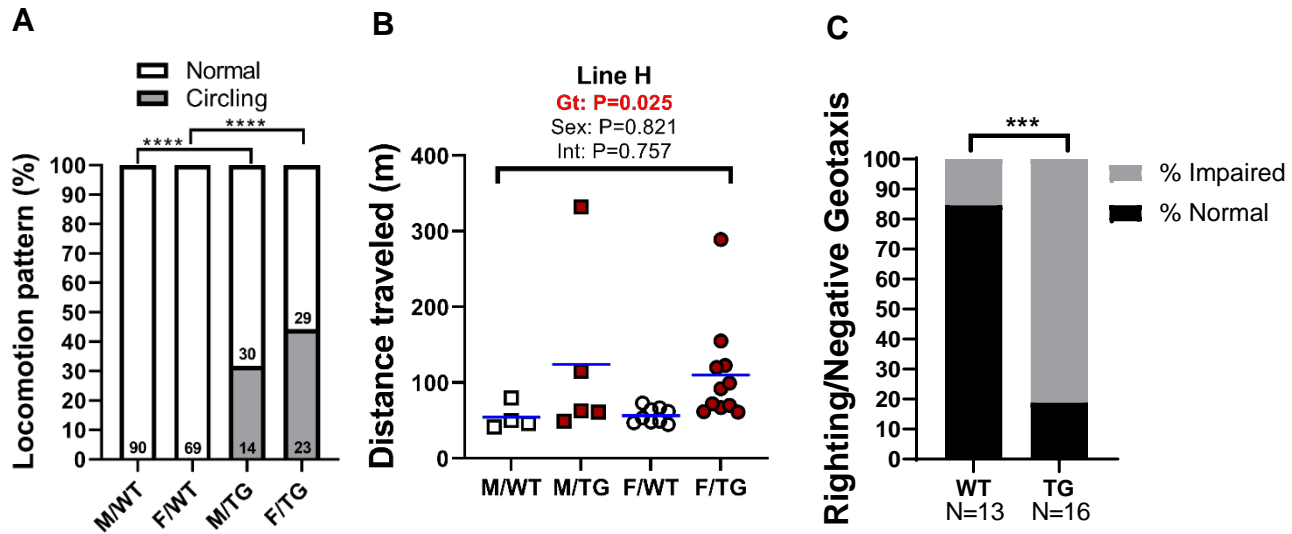 A
Normal
Circling
****
****
Locomotion pattern (%)
100
90
80
70
60
50
40
30
20
10
0
90
69
30
14
29
23
M/WT
F/WT
M/TG
F/TG
B
Line H
Gt: P=0.025
Sex: P=0.821
Int: P=0.757
Distance traveled (m)
400
300
200
100
0
M/WT
M/TG
F/WT
F/TG
C
***
Righting/Negative Geotaxis
100
90
80
70
60
50
40
30
20
10
0
WT
N=13
TG
N=16
% Impaired
% Normal